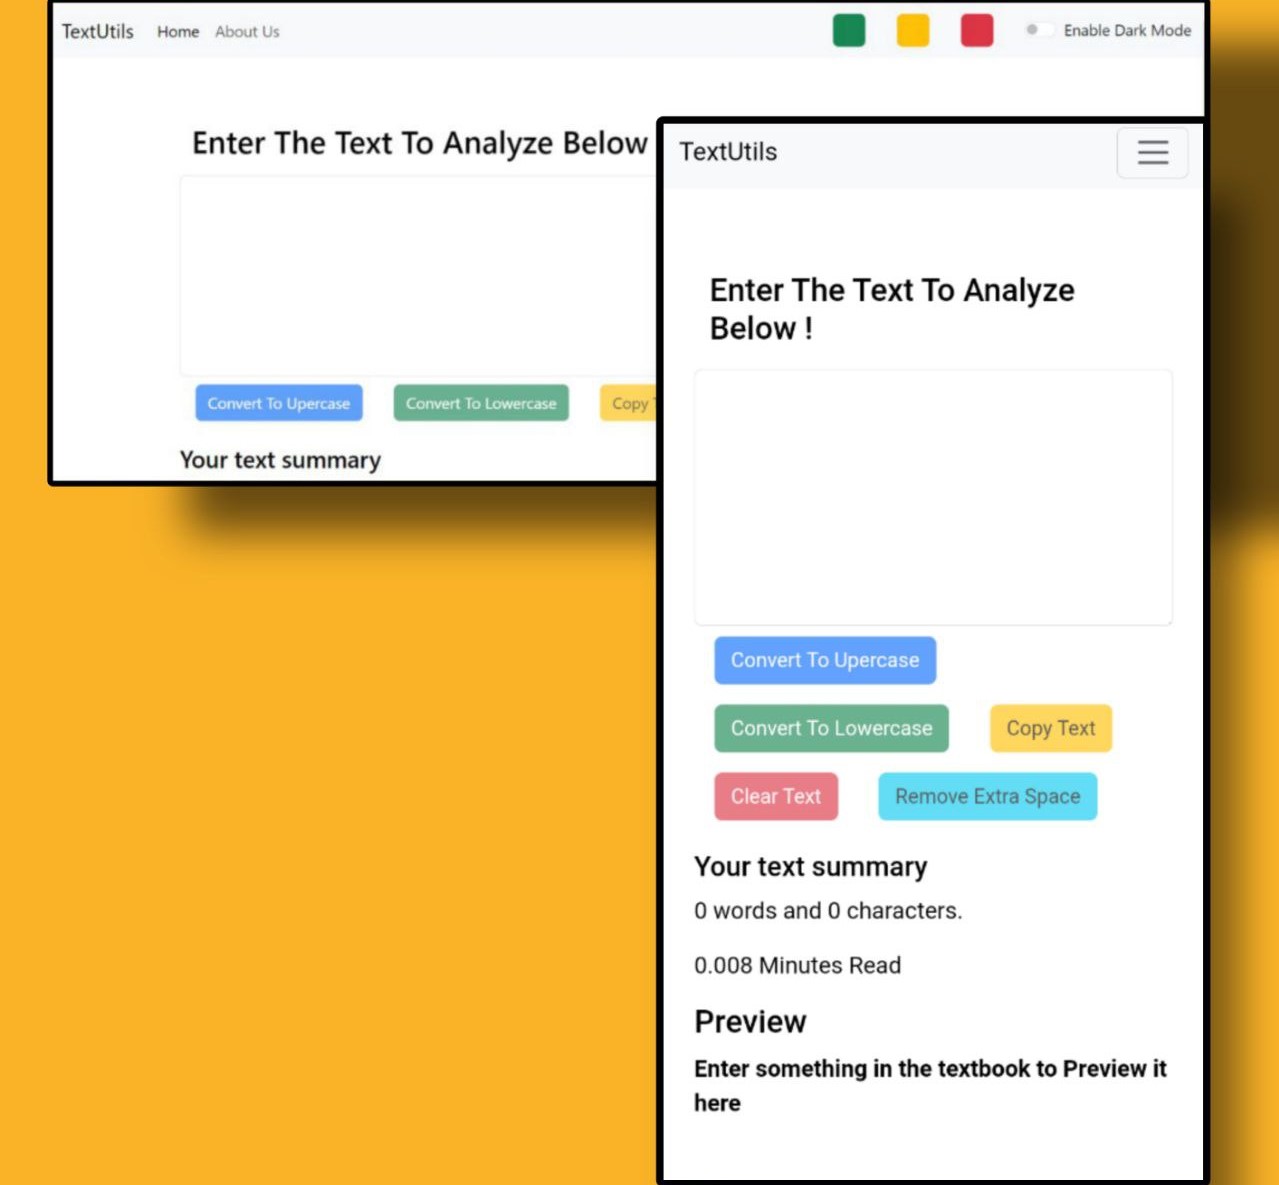 TextUtils Home About Us Enable Dark Mode
Enter The Text To Analyze Below
Convert To Upercase Convert To Lowercase Copy
Your text summary
TextUtils
Enter The Text To Analyze
Below !
Convert To Upercase
Convert To Lowercase Copy Text
Clear Text Remove Extra Space
Your text summary
0 words and 0 characters.
0.008 Minutes Read
Preview
Enter something in the textbook to Preview it
here